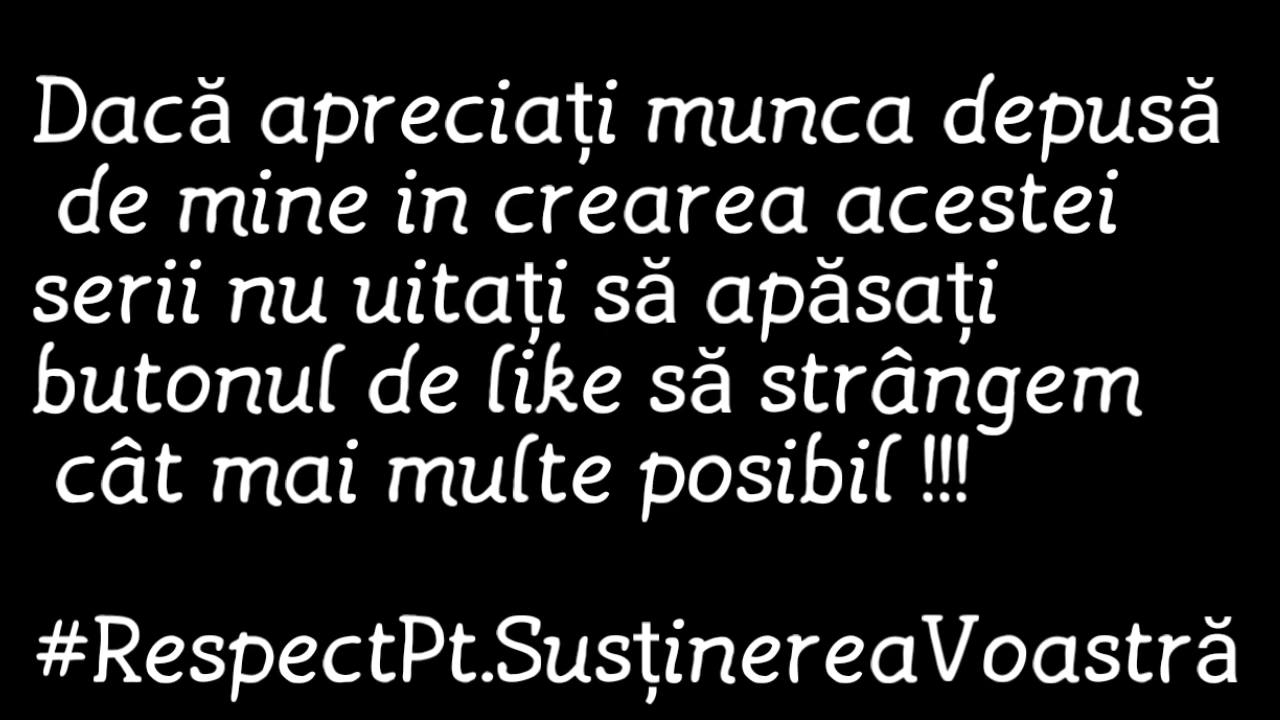 Dacă apreciați munca depusă
de mine in crearea acestei
serii nu uitați să apăsați
butonul de like să strângem
cât mai multe posibil !!!
#RespectPt.SusținereaVoastră